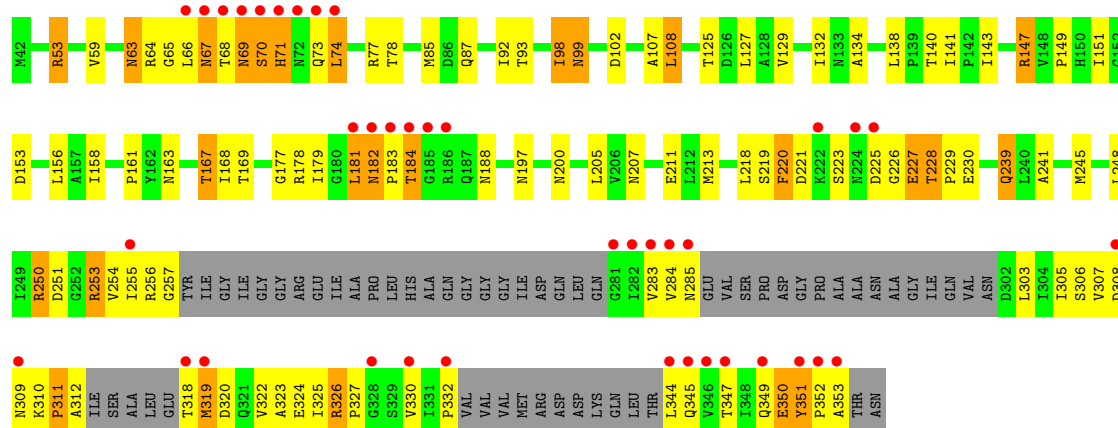 M42 R53 V59 N63 R64 G65 L66 N67 T68 N69 S70 H71 N72 Q73 L74 R77 T78 M85 D86 Q87 I92 T93 I98 N99 D102 A107 L108 T125 D126 L127 A128 V129 I132 N133 A134 L138 P139 T140 I141 P142 I143 R147 V148 P149 H150 I151 G152
D153 L156 A157 I158 P161 Y162 N163 T167 I168 T169 G177 R178 I179 G180 L181 N182 P183 T184 G185 R186 Q187 N188 N197 N200 L205 V206 N207 E211 L212 M213 L218 S219 F220 D221 K222 S223 N224 D225 G226 E227 T228 P229 E230 Q239 L240 A241 M245 L248
I249 R250 D251 G252 R253 V254 I255 R256 G257 TYR ILE GLY ILE GLY GLY ARG GLU ILE ALA PRO LEU HIS ALA GLN GLY GLY GLY ILE ASP GLN LEU GLN G281 I282 V283 V284 N285 GLU VAL SER PRO ASP GLY PRO ALA ALA ASN ALA GLY ILE GLN VAL ASN D302 L303 I304 I305 S306 V307 D308
N309 K310 P311 A312 ILE SER ALA LEU GLU T318 M319 D320 Q321 V322 A323 E324 I325 R326 P327 G328 S329 V330 I331 P332 VAL VAL VAL MET ARG ASP ASP LYS GLN LEU THR L344 Q345 V346 T347 I348 Q349 E350 Y351 P352 A353 THR ASN